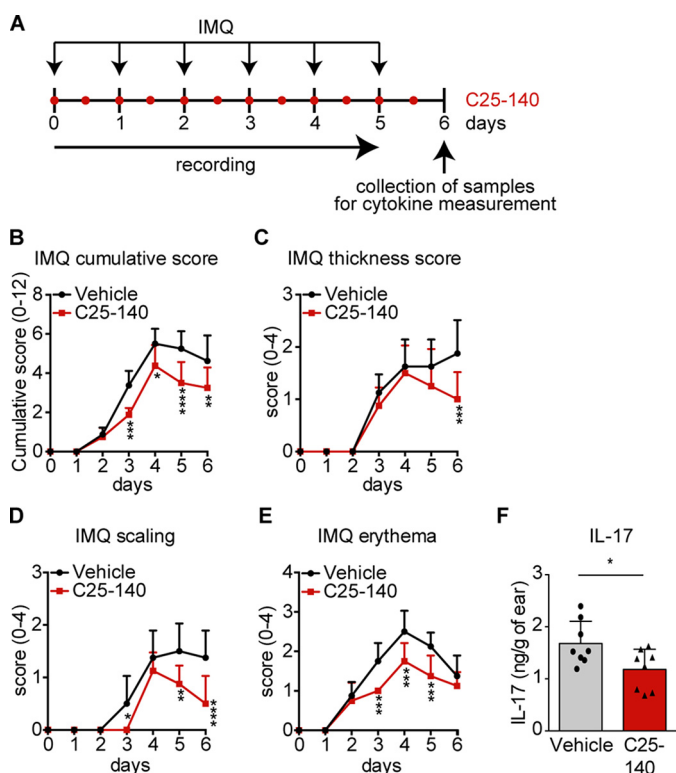 A
IMQ
C25-140
0 1 2 3 4 5 6 days
recording
collection of samples
for cytokine measurement
B
IMQ cumulative score
Cumulative score (0-12)
8
6
4
2
0
Vehicle
C25-140
***
*
****
**
0 1 2 3 4 5 6
days
C
IMQ thickness score
score (0-4)
3
2
1
0
Vehicle
C25-140
***
0 1 2 3 4 5 6
days
D
IMQ scaling
score (0-4)
3
2
1
0
Vehicle
C25-140
*
**
****
0 1 2 3 4 5 6
days
E
IMQ erythema
score (0-4)
4
3
2
1
0
Vehicle
C25-140
***
***
***
0 1 2 3 4 5 6
days
F
IL-17
IL-17 (ng/g of ear)
3
2
1
0
*
Vehicle
C25-
140